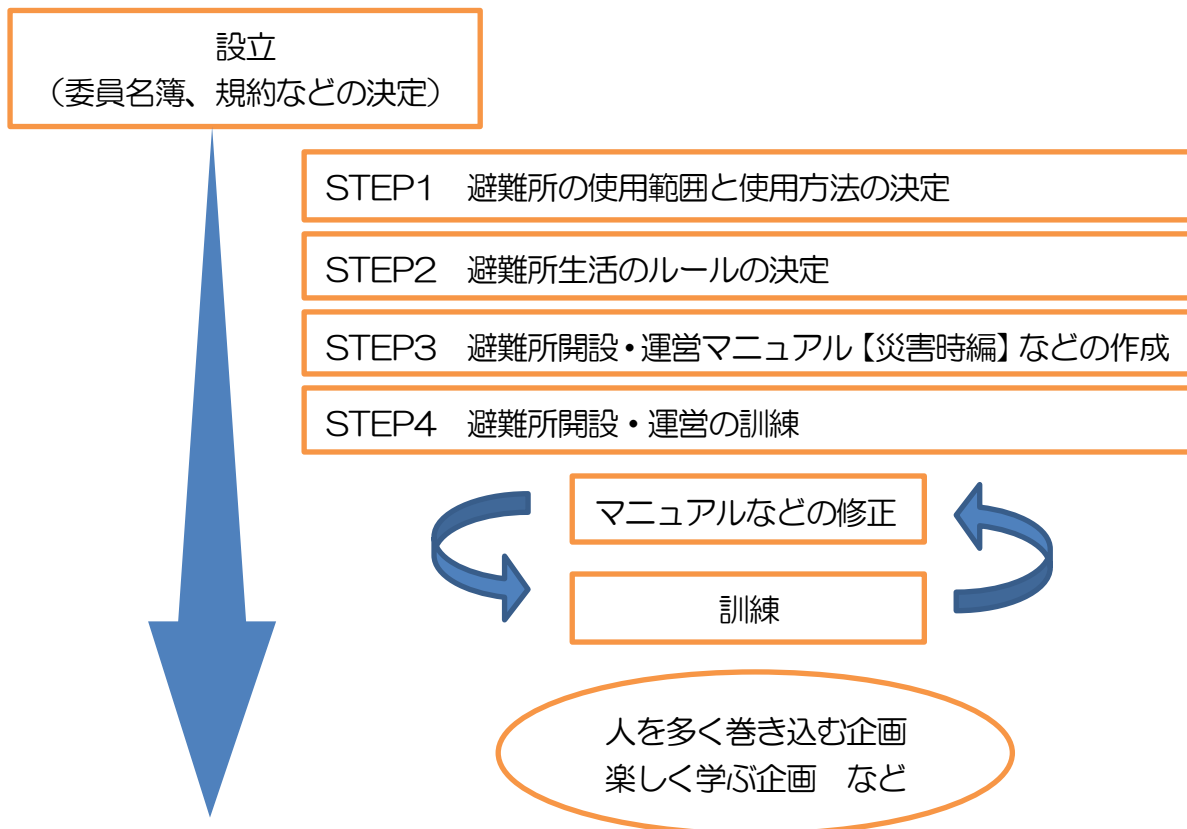 設立
（委員名簿、規約などの決定）
STEP1　避難所の使用範囲と使用方法の決定
STEP2　避難所生活のルールの決定
STEP3　避難所開設・運営マニュアル【災害時編】などの作成
STEP4　避難所開設・運営の訓練
マニュアルなどの修正
訓練
人を多く巻き込む企画
楽しく学ぶ企画　など